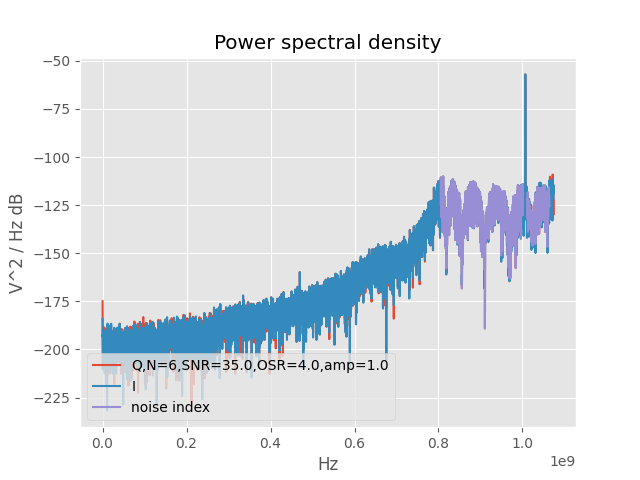 Power spectral density
V^2 / Hz dB
−50
−75
−100
−125
−150
−175
−200
−225
Q,N=6,SNR=35.0,OSR=4.0,amp=1.0
I
noise index
0.0 0.2 0.4 0.6 0.8 1.0
1e9
Hz